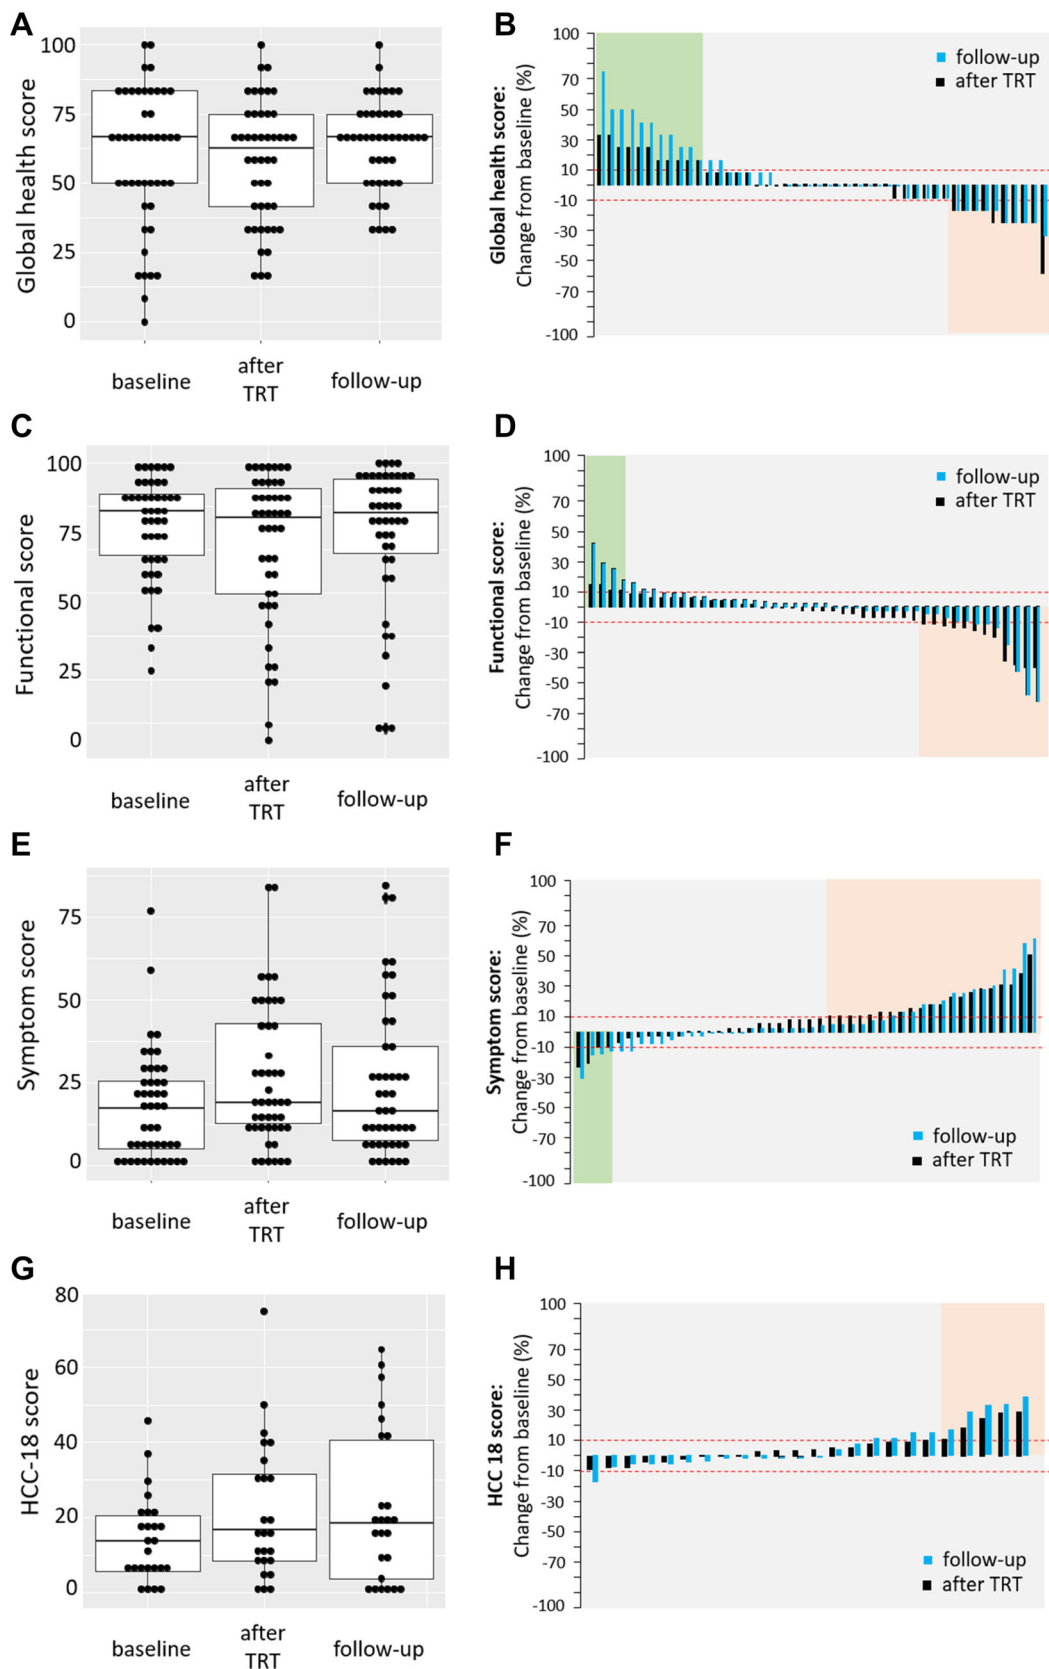 A
Global health score
100
75
50
25
0
baseline
after
TRT
follow-up
B
Global health score:
Change from baseline (%)
100
70
50
30
10
-10
-30
-50
-70
-100
follow-up
after TRT
C
Functional score
100
75
50
25
0
baseline
after
TRT
follow-up
D
Functional score:
Change from baseline (%)
100
70
50
30
10
-10
-30
-50
-70
-100
follow-up
after TRT
E
Symptom score
75
50
25
0
baseline
after
TRT
follow-up
F
Symptom score:
Change from baseline (%)
100
70
50
30
10
-10
-30
-50
-70
-100
follow-up
after TRT
G
HCC-18 score
80
60
40
20
0
baseline
after
TRT
follow-up
H
HCC 18 score:
Change from baseline (%)
100
70
50
30
10
-10
-30
-50
-70
-100
follow-up
after TRT